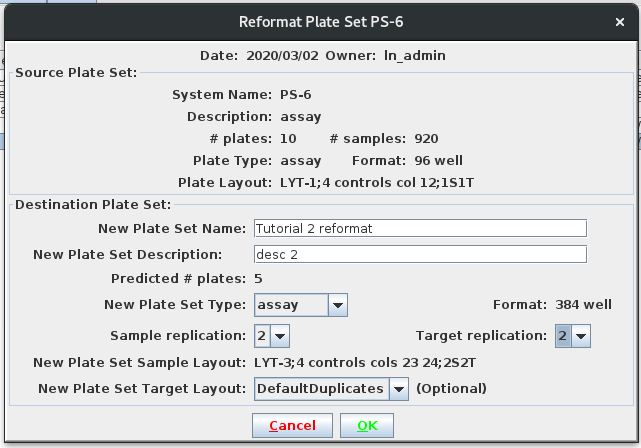 Reformat Plate Set PS-6
Date: 2020/03/02 Owner: ln_admin
Source Plate Set:
System Name: PS-6
Description: assay
# plates: 10 # samples: 920
Plate Type: assay Format: 96 well
Plate Layout: LYT-1;4 controls col 12;1S1T
Destination Plate Set:
New Plate Set Name: Tutorial 2 reformat
New Plate Set Description: desc 2
Predicted # plates: 5
New Plate Set Type: assay Format: 384 well
Sample replication: 2 Target replication: 2
New Plate Set Sample Layout: LYT-3;4 controls cols 23 24;2S2T
New Plate Set Target Layout: DefaultDuplicates (Optional)
Cancel OK